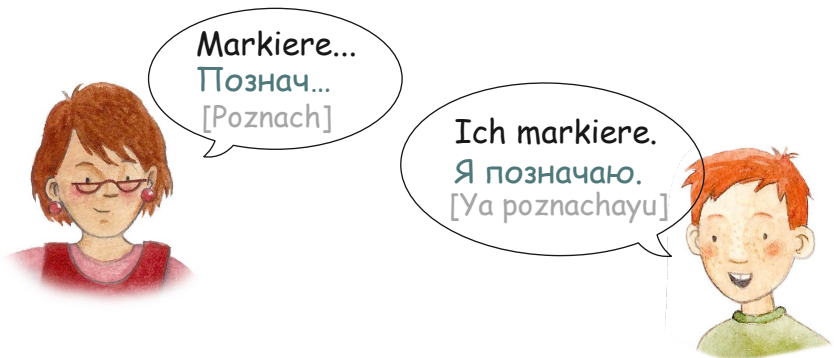 Markiere...
Познач...
[Poznach]
Ich markiere.
Я позначаю.
[Ya poznachayu]